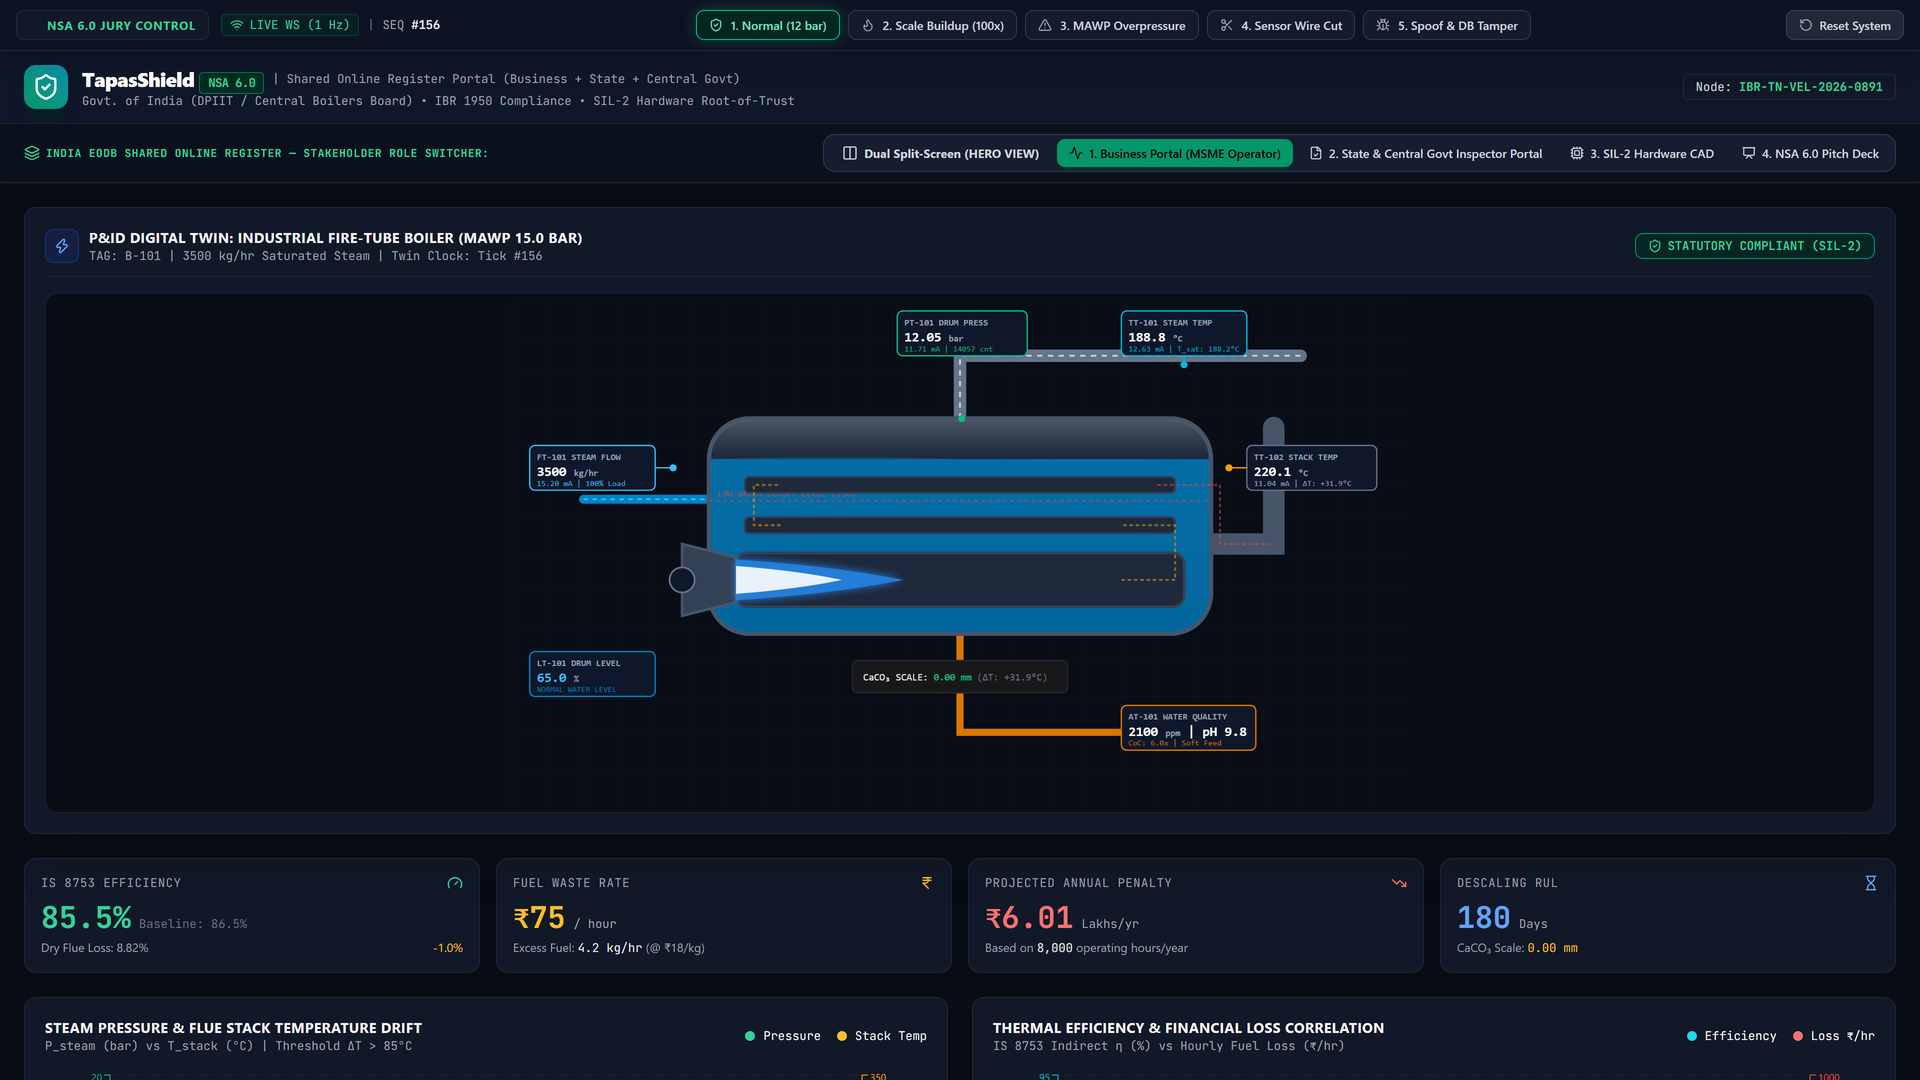 NSA 6.0 JURY CONTROL
LIVE WS (1 Hz)
| SEQ #156
1. Normal (12 bar)
2. Scale Buildup (100x)
3. MAWP Overpressure
4. Sensor Wire Cut
5. Spoof & DB Tamper
Reset System
TapasShield NSA 6.0 | Shared Online Register Portal (Business + State + Central Govt)
Govt. of India (DPIIT / Central Boilers Board) • IBR 1950 Compliance • SIL-2 Hardware Root-of-Trust
Node: IBR-TN-VEL-2026-0891
INDIA EODB SHARED ONLINE REGISTER — STAKEHOLDER ROLE SWITCHER:
Dual Split-Screen (HERO VIEW)
1. Business Portal (MSME Operator)
2. State & Central Govt Inspector Portal
3. SIL-2 Hardware CAD
4. NSA 6.0 Pitch Deck
P&ID DIGITAL TWIN: INDUSTRIAL FIRE-TUBE BOILER (MAWP 15.0 BAR)
TAG: B-101 | 3500 kg/hr Saturated Steam | Twin Clock: Tick #156
STATUTORY COMPLIANT (SIL-2)
PT-101 DRUM PRESS
12.05 bar
11.71 mA | 14057 cnt
TT-101 STEAM TEMP
188.8 °C
12.63 mA | T_sat: 188.2°C
FT-101 STEAM FLOW
3500 kg/hr
15.20 mA | 100% Load
TT-102 STACK TEMP
220.1 °C
11.04 mA | ΔT: +31.9°C
LT-101 DRUM LEVEL
65.0 %
NORMAL WATER LEVEL
CaCO₃ SCALE: 0.00 mm (ΔT: +31.9°C)
AT-101 WATER QUALITY
2100 ppm | pH 9.8
CoC: 6.0x | Soft Feed
IS 8753 EFFICIENCY
85.5% Baseline: 86.5%
Dry Flue Loss: 8.82%
-1.0%
FUEL WASTE RATE
₹
₹75 / hour
Excess Fuel: 4.2 kg/hr (@ ₹18/kg)
PROJECTED ANNUAL PENALTY
₹6.01 Lakhs/yr
Based on 8,000 operating hours/year
DESCALING RUL
180 Days
CaCO₃ Scale: 0.00 mm
STEAM PRESSURE & FLUE STACK TEMPERATURE DRIFT
P_steam (bar) vs T_stack (°C) | Threshold ΔT > 85°C
Pressure
Stack Temp
20
350
THERMAL EFFICIENCY & FINANCIAL LOSS CORRELATION
IS 8753 Indirect η (%) vs Hourly Fuel Loss (₹/hr)
Efficiency
Loss ₹/hr
95
1000